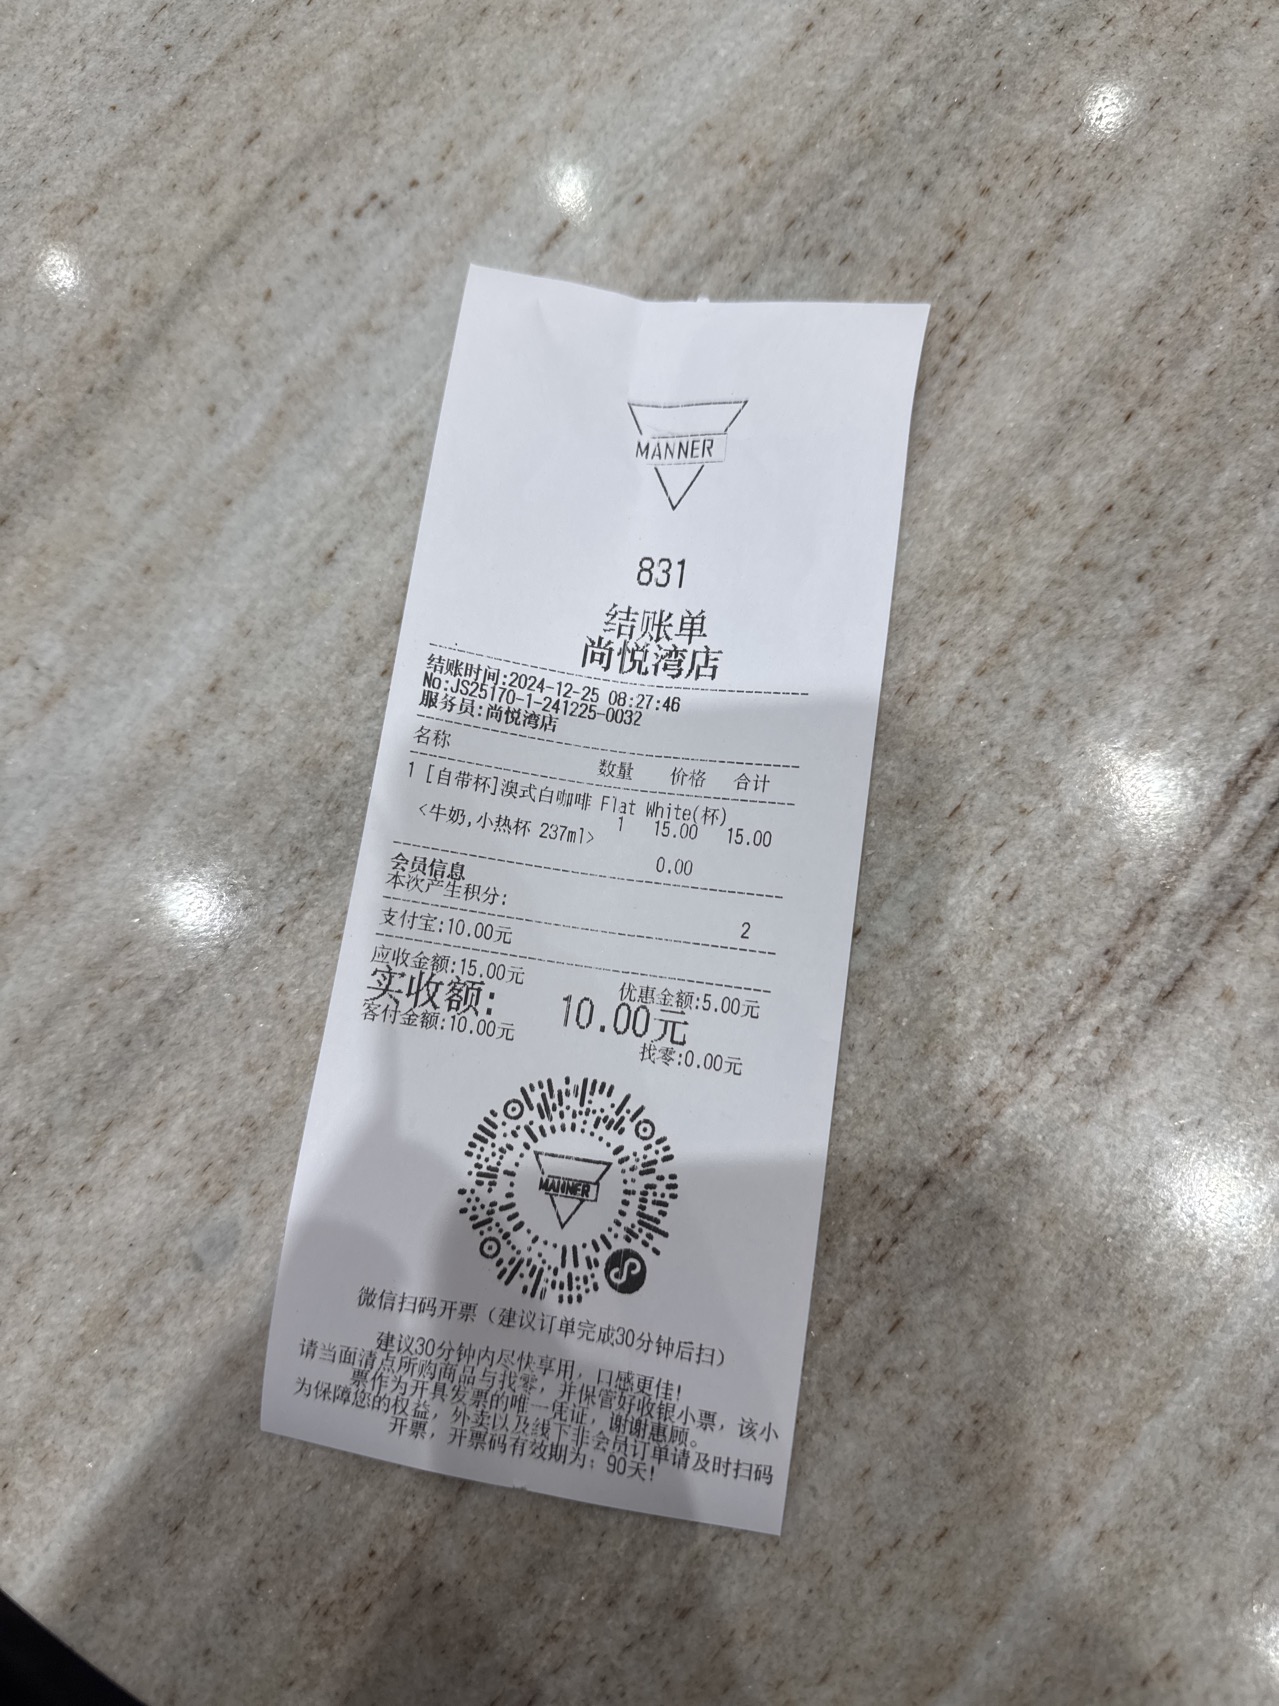 MANNER
831
结账单
尚悦湾店
结账时间:2024-12-25 08:27:46
No:JS25170-1-241225-0032
服务员:尚悦湾店
名称 数量 价格 合计
1 [自带杯]澳式白咖啡 Flat White(杯)
1 15.00 15.00
<牛奶,小热杯 237ml>
0.00
会员信息
本次产生积分: 2
支付宝:10.00元
应收金额:15.00元 优惠金额:5.00元
实收额: 10.00元
客付金额:10.00元 找零:0.00元
MANNER
微信扫码开票（建议订单完成30分钟后扫）
建议30分钟内尽快享用，口感更佳!
请当面清点所购商品与找零，并保管好收银小票，该小
票作为开具发票的唯一凭证，谢谢惠顾。
为保障您的权益，外卖以及线下非会员订单请及时扫码
开票，开票码有效期为：90天!